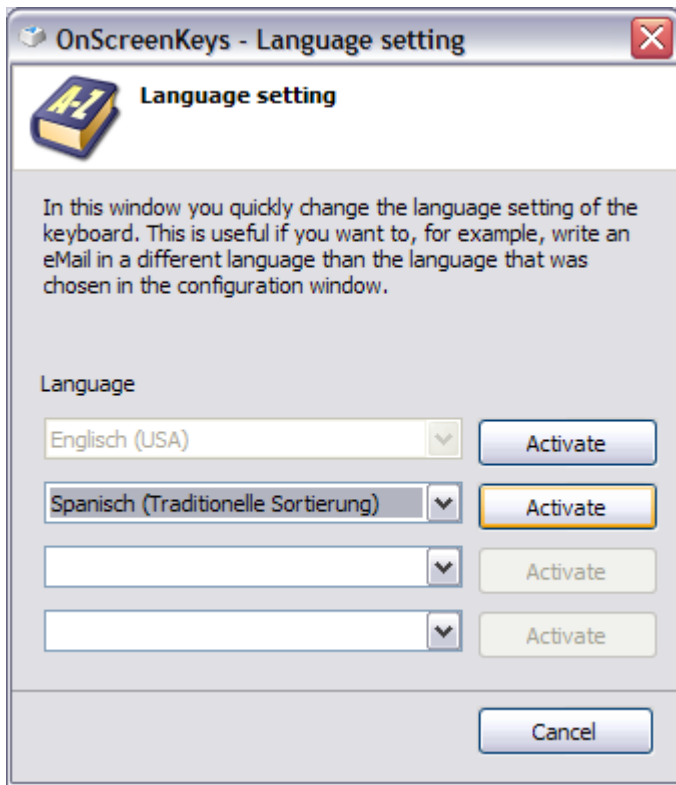 OnScreenKeys - Language setting
A-Z
Language setting
In this window you quickly change the language setting of the
keyboard. This is useful if you want to, for example, write an
eMail in a different language than the language that was
chosen in the configuration window.
Language
Englisch (USA)
Activate
Spanisch (Traditionelle Sortierung)
Activate
Activate
Activate
Cancel